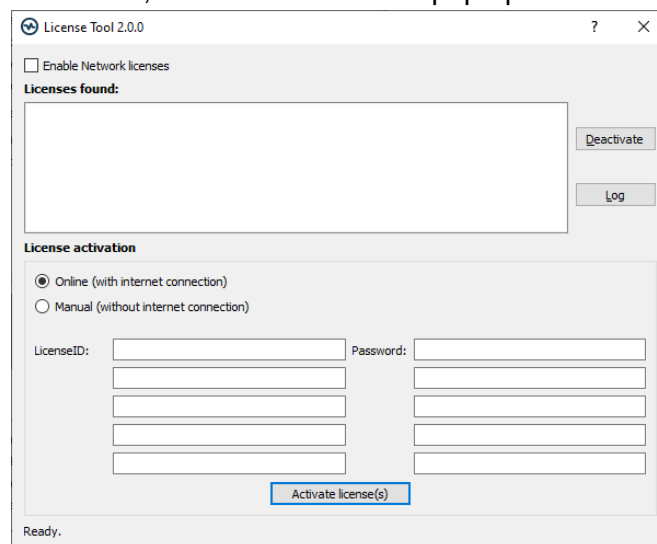 License Tool 2.0.0
?
Enable Network licenses
Licenses found:
Deactivate
Log
License activation
Online (with internet connection)
Manual (without internet connection)
LicenseID:
Password:
Activate license(s)
Ready.